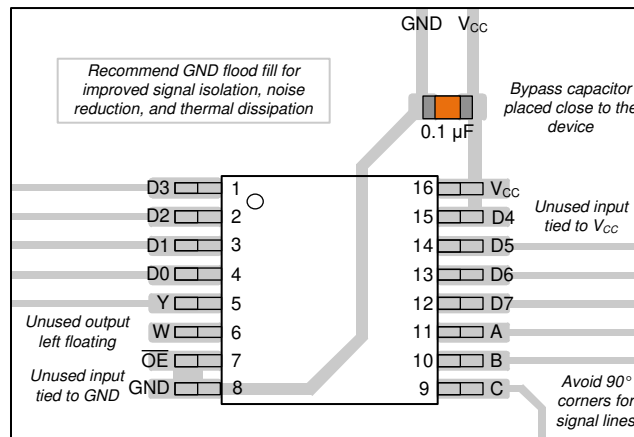 GND VCC
Recommend GND flood fill for
improved signal isolation, noise
reduction, and thermal dissipation
Bypass capacitor
placed close to the
device
0.1 µF
D3 1 16 VCC
D2 2 15 D4
Unused input
tied to VCC
D1 3 14 D5
D0 4 13 D6
Y 5 12 D7
Unused output
left floating
W 6 11 A
OE 7 10 B
Unused input
tied to GND
GND 8 9 C
Avoid 90°
corners for
signal lines